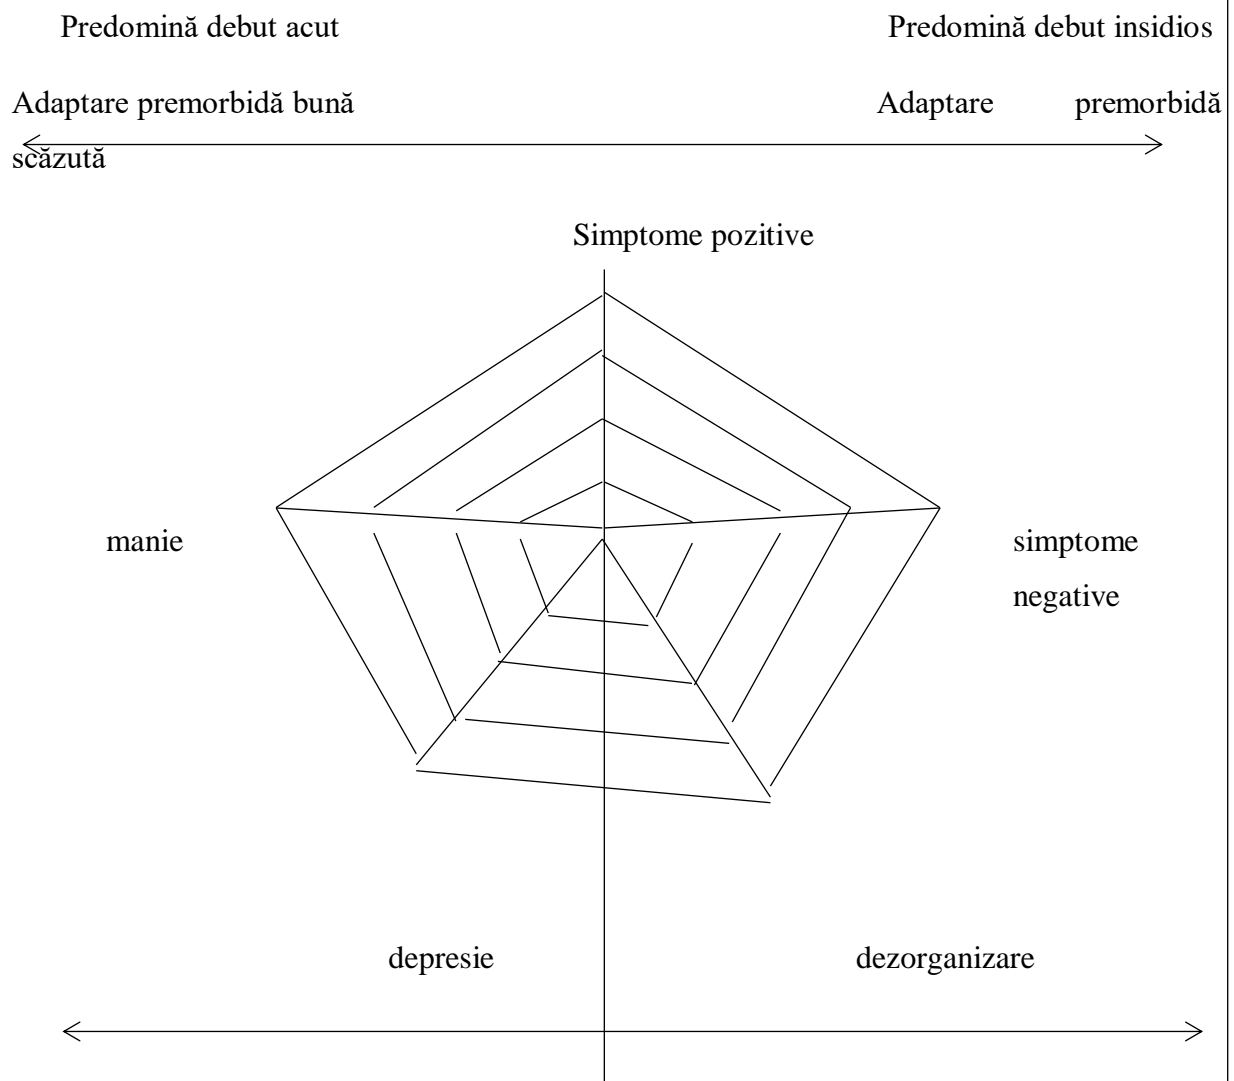 Predomină debut acut Predomină debut insidios
Adaptare premorbidă bună Adaptare premorbidă
scăzută
Simptome pozitive
manie simptome
negative
depresie dezorganizare